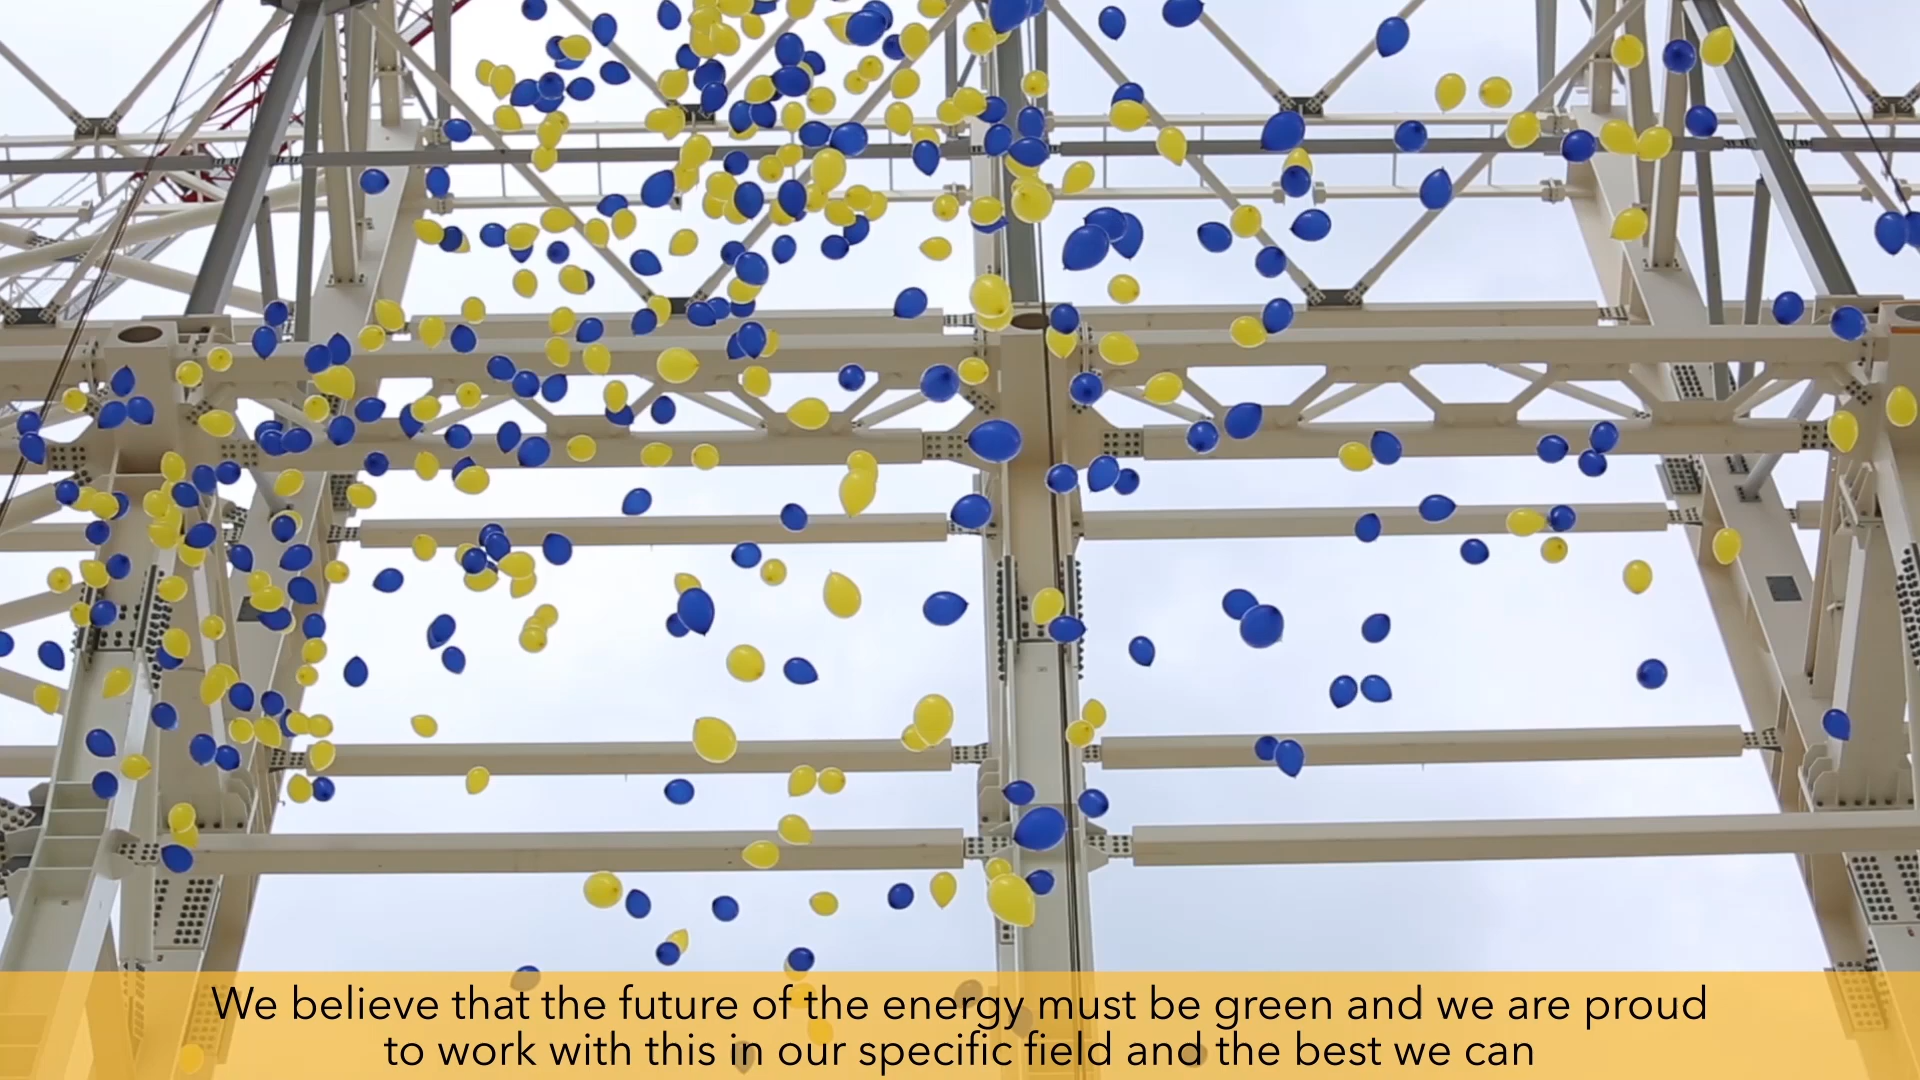 We believe that the future of the energy must be green and we are proud
to work with this in our specific field and the best we can